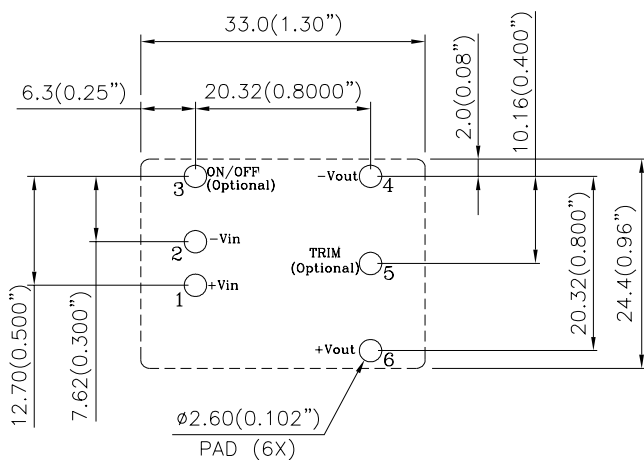 33.0(1.30”)
6.3(0.25”)
20.32(0.8000”)
2.0(0.08”)
10.16(0.400”)
3
ON/OFF
(Optional)
-Vout
4
2
-Vin
TRIM
(Optional)
5
1
+Vin
+Vout
6
12.70(0.500”)
7.62(0.300”)
20.32(0.800”)
24.4(0.96”)
ø2.60(0.102”)
PAD (6X)